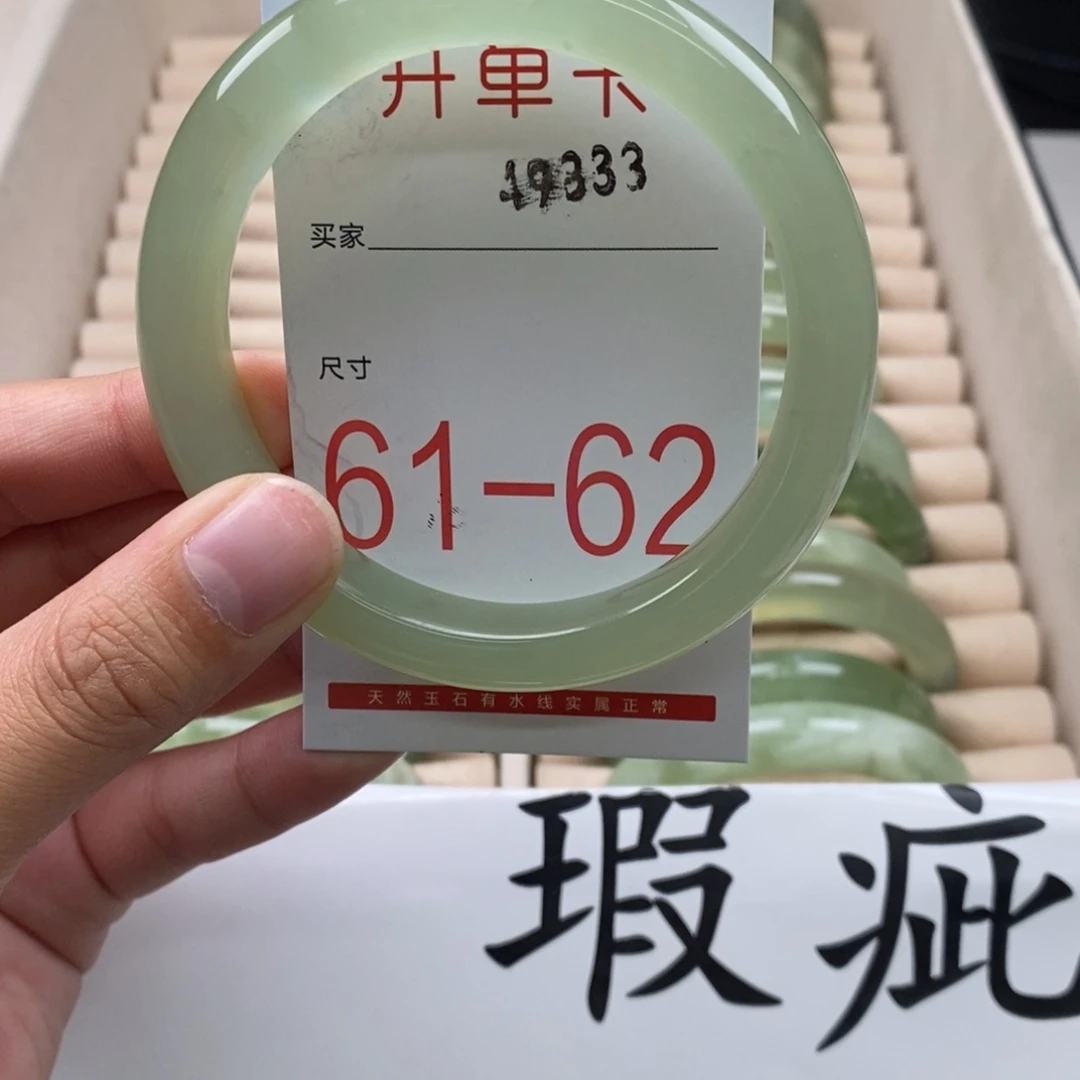 开单卡
19333
买家
尺寸
61-62
天然玉石有水线实属正常
瑕疵